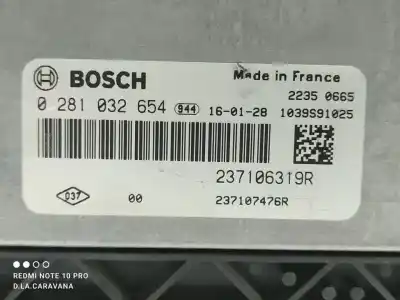 BOSCH
Made in France
2235 0665
0 281 032 654 944 16-01-28 1039S91025
237106319R
037 00 237107476R
REDMI NOTE 10 PRO
D.LA.CARAVANA